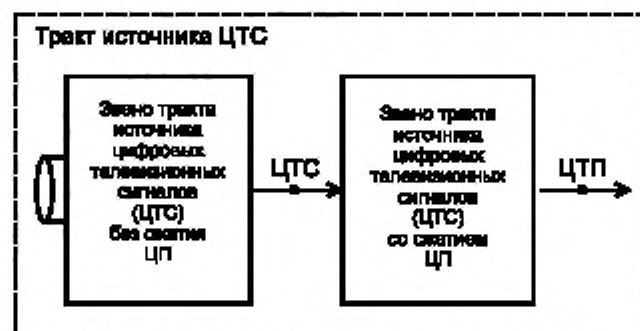 Тракт источника ЦТС
Звено тракта
источника
цифровых
телевизионных
сигналов
(ЦТС)
без сжатия
ЦП
ЦТС
Звено тракта
источника
цифровых
телевизионных
сигналов
(ЦТС)
со сжатием
ЦП
ЦТП